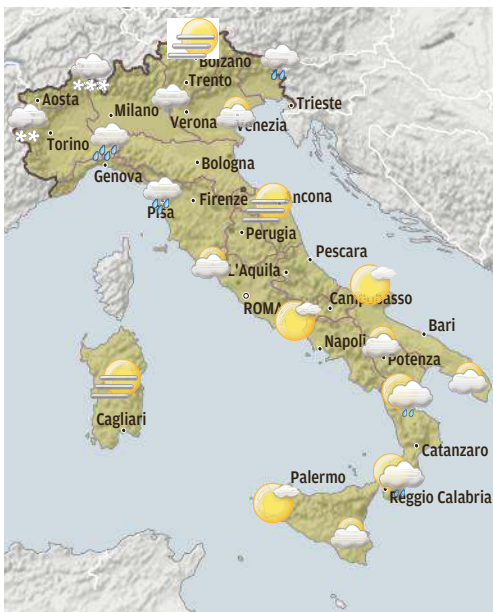 Bolzano
Trento
Aosta
Trieste
Milano
Verona
Venezia
Torino
Bologna
Genova
Firenze
ncona
Pisa
Perugia
Pescara
L'Aquila
ROMA
Campobasso
Bari
Napoli
Potenza
Cagliari
Catanzaro
Palermo
Reggio Calabria